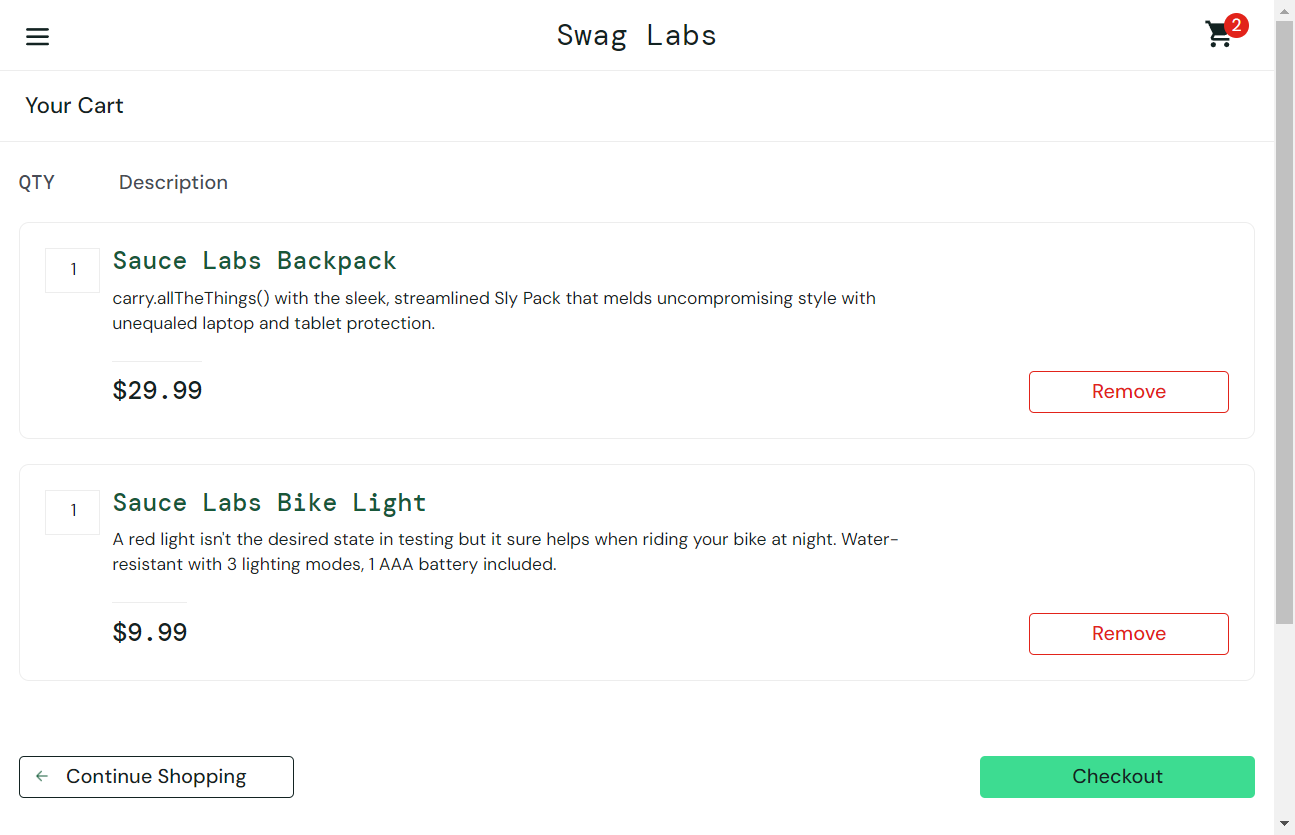 Swag Labs
2
Your Cart
QTY Description
1 Sauce Labs Backpack
carry.allTheThings() with the sleek, streamlined Sly Pack that melds uncompromising style with
unequaled laptop and tablet protection.
$29.99
Remove
1 Sauce Labs Bike Light
A red light isn't the desired state in testing but it sure helps when riding your bike at night. Water-
resistant with 3 lighting modes, 1 AAA battery included.
$9.99
Remove
Continue Shopping
Checkout